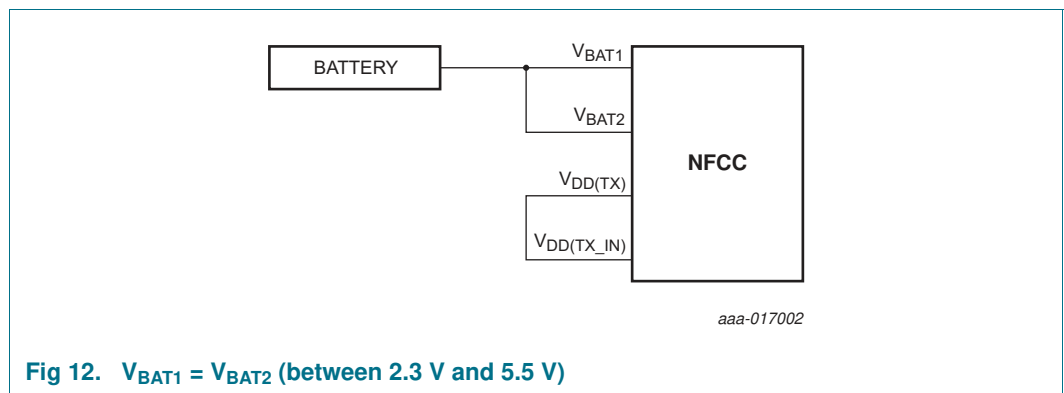 BATTERY
VBAT1
VBAT2
NFCC
VDD(TX)
VDD(TX_IN)
aaa-017002
Fig 12. VBAT1 = VBAT2 (between 2.3 V and 5.5 V)